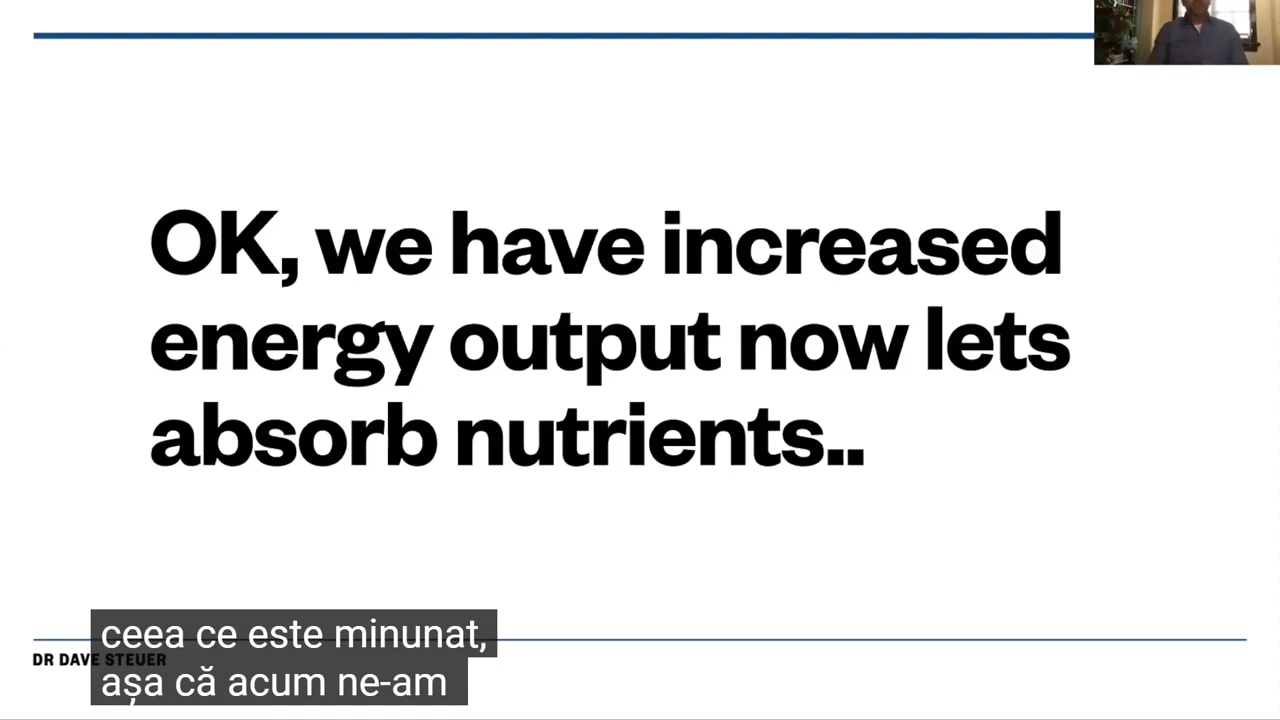 OK, we have increased
energy output now lets
absorb nutrients..
ceea ce este minunat,
DR DAVE STEUER
așa că acum ne-am